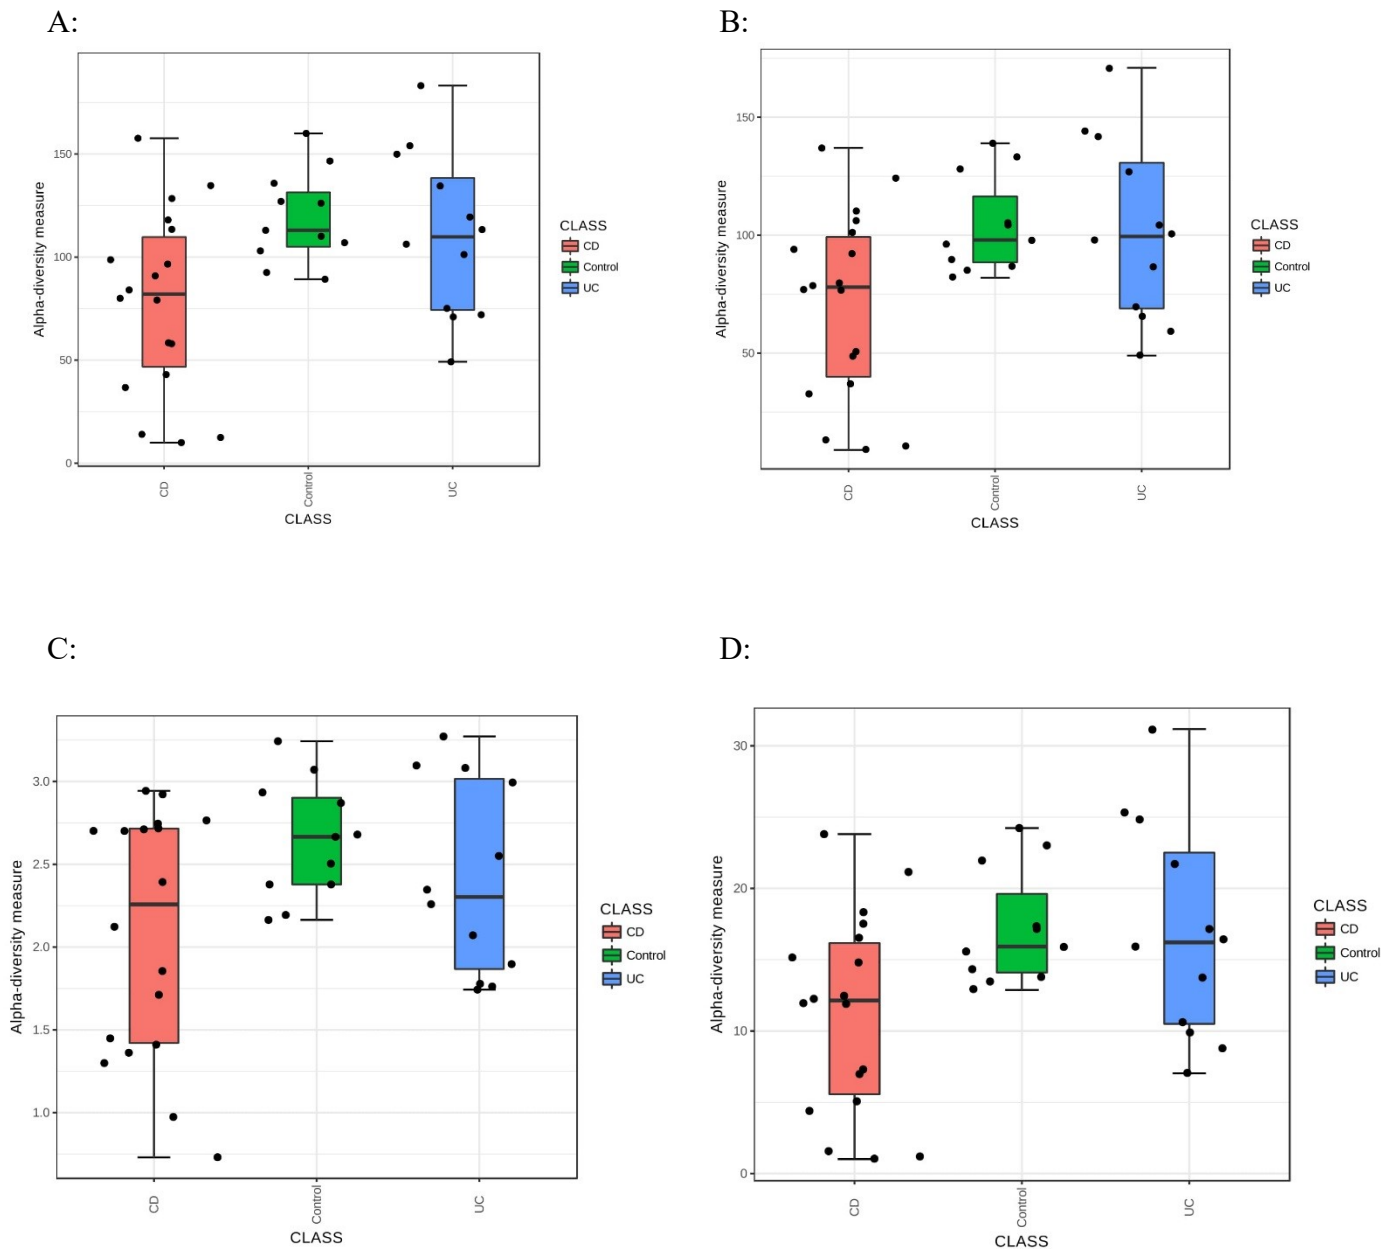 A:
Alpha-diversity measure
150
100
50
0
CD
Control
UC
CLASS
CLASS
CD
Control
UC
B:
Alpha-diversity measure
150
100
50
CD
Control
UC
CLASS
CLASS
CD
Control
UC
C:
Alpha-diversity measure
3.0
2.5
2.0
1.5
1.0
CD
Control
UC
CLASS
CLASS
CD
Control
UC
D:
Alpha-diversity measure
30
20
10
0
CD
Control
UC
CLASS
CLASS
CD
Control
UC